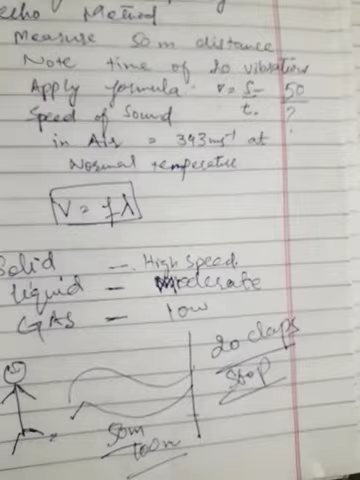 echo Method
Measure 50m distance
Note time of 20 vibrations
Apply formula v = S/t. 50/?
Speed of Sound
in Air = 343ms⁻¹ at
Normal temperature
V = fλ
Solid — High Speed.
liquid — Moderate
GAS — low
20 claps
stop
50m
100m